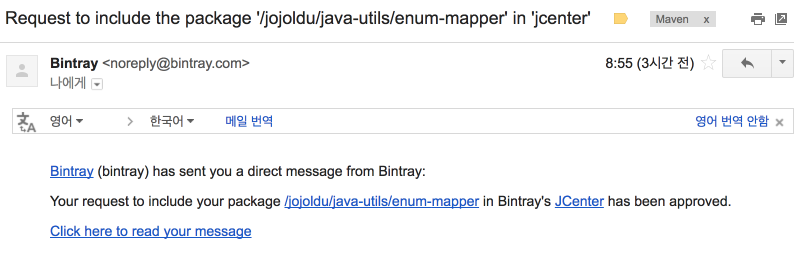 Request to include the package '/jojoldu/java-utils/enum-mapper' in 'jcenter' Maven x
Bintray <noreply@bintray.com> 8:55 (3시간 전)
나에게
영어 > 한국어 메일 번역 영어 번역 안함 x
Bintray (bintray) has sent you a direct message from Bintray:
Your request to include your package /jojoldu/java-utils/enum-mapper in Bintray's JCenter has been approved.
Click here to read your message